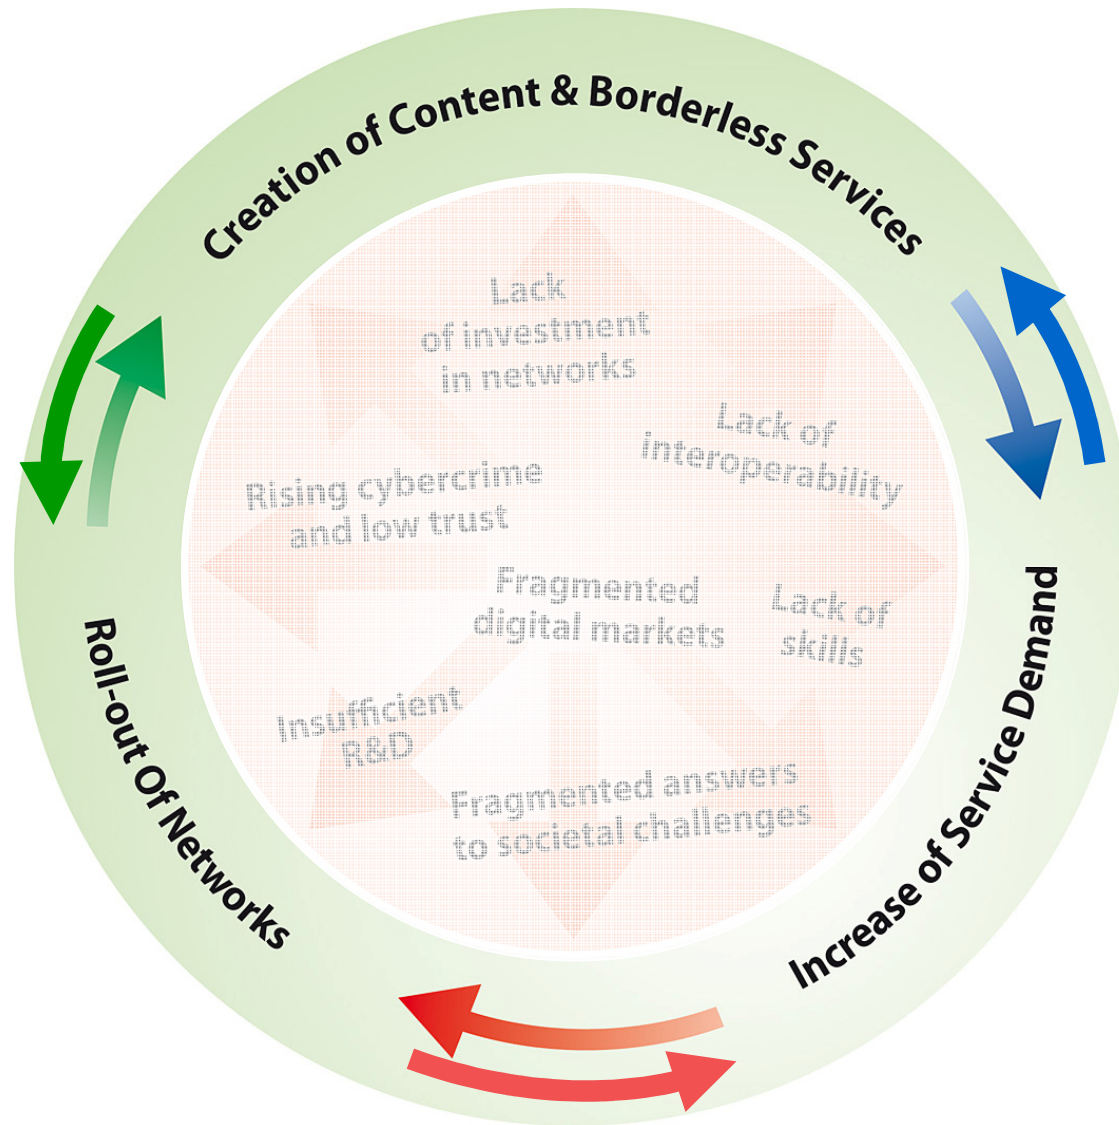 Creation of Content & Borderless Services
Lack
of investment
in networks
Lack of
interoperability
Rising cybercrime
and low trust
Fragmented
digital markets
Lack of
skills
Insufficient
R&D
Fragmented answers
to societal challenges
Roll-out Of Networks
Increase of Service Demand